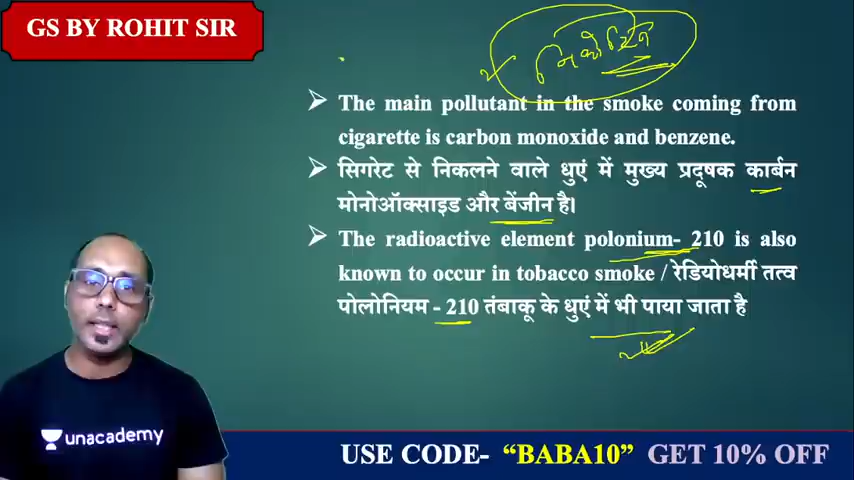 GS BY ROHIT SIR
निकोटिन
The main pollutant in the smoke coming from
cigarette is carbon monoxide and benzene.
सिगरेट से निकलने वाले धुएं में मुख्य प्रदूषक कार्बन
मोनोऑक्साइड और बेंजीन है।
The radioactive element polonium- 210 is also
known to occur in tobacco smoke / रेडियोधर्मी तत्व
पोलोनियम - 210 तंबाकू के धुएं में भी पाया जाता है
unacademy
USE CODE- “BABA10” GET 10% OFF